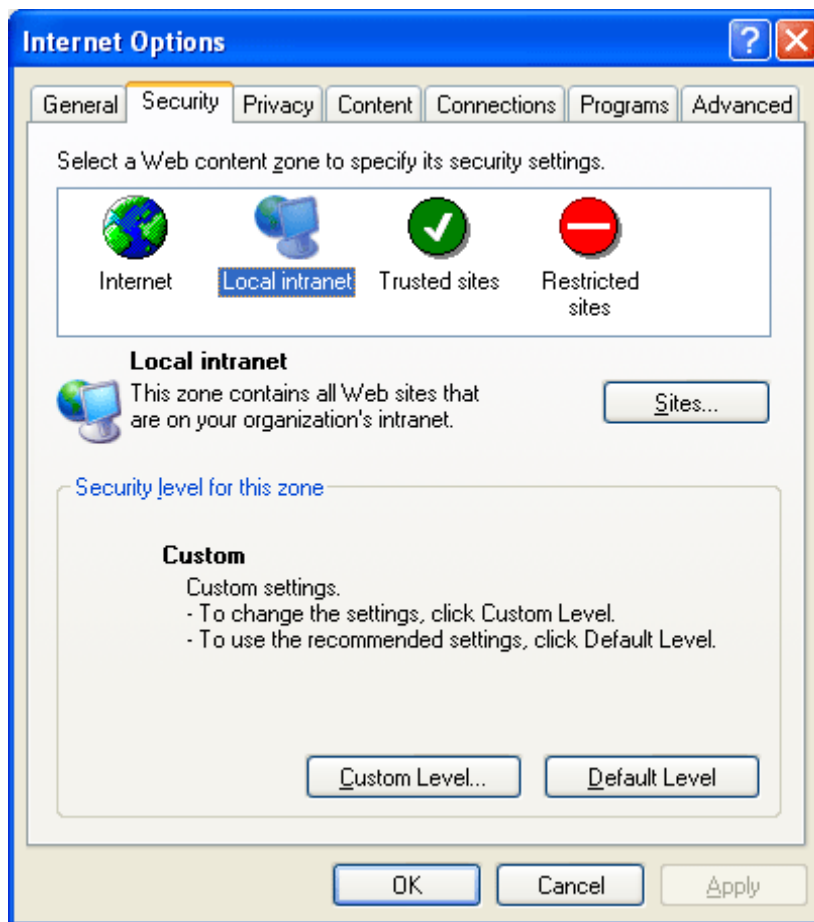 Internet Options
General Security Privacy Content Connections Programs Advanced
Select a Web content zone to specify its security settings.
Internet Local intranet Trusted sites Restricted
sites
Local intranet
This zone contains all Web sites that
are on your organization's intranet.
Sites...
Security level for this zone
Custom
Custom settings.
- To change the settings, click Custom Level.
- To use the recommended settings, click Default Level.
Custom Level... Default Level
OK Cancel Apply